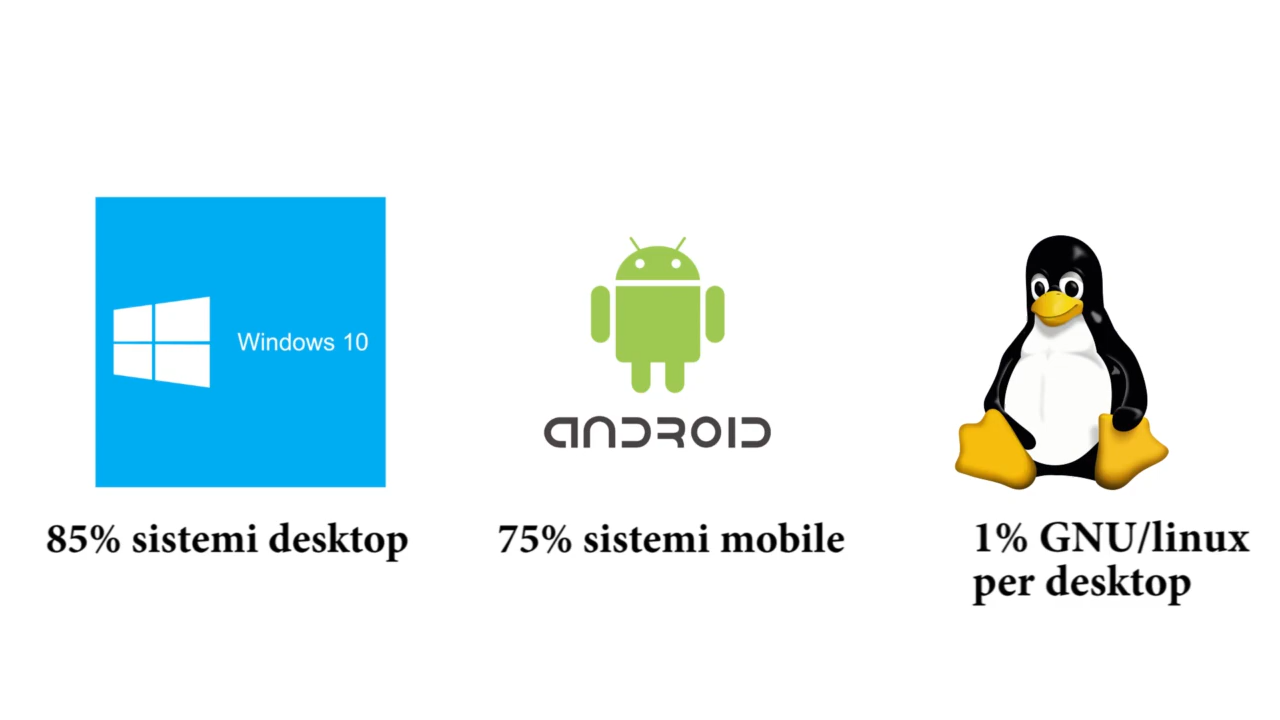 Windows 10
ANDROID
85% sistemi desktop
75% sistemi mobile
1% GNU/linux
per desktop